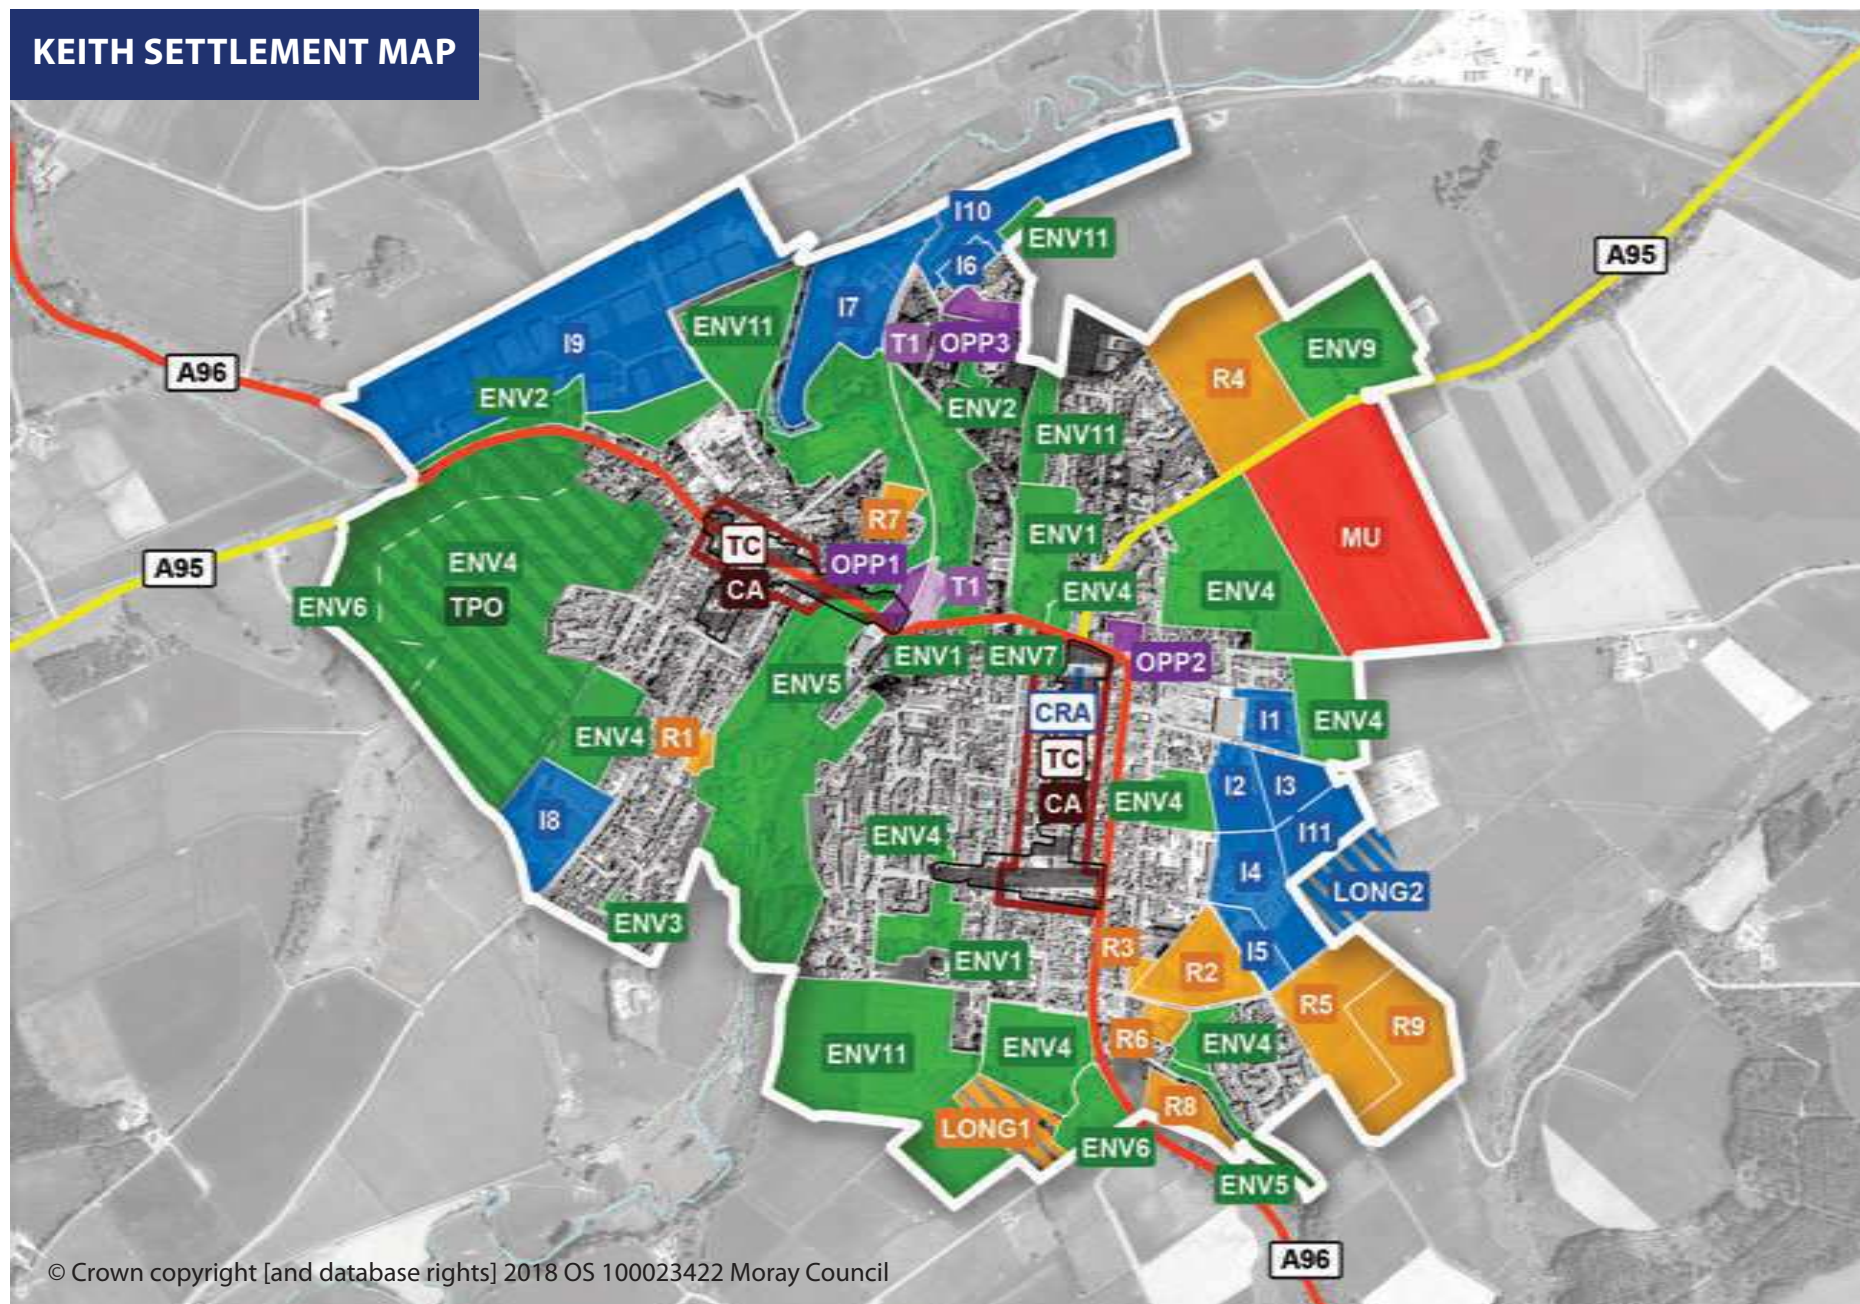 KEITH SETTLEMENT MAP
I10
ENV11
A95
I6
I7
ENV11
T1
OPP3
I9
ENV9
A96
R4
ENV2
ENV2
ENV11
R7
TC
ENV1
MU
ENV4
OPP1
A95
CA
T1
ENV4
ENV4
ENV6
TPO
ENV1
ENV7
OPP2
ENV5
CRA
I1
ENV4
ENV4
R1
TC
I2
I3
CA
ENV4
I8
ENV4
I11
I4
LONG2
ENV3
R3
I5
ENV1
R2
R5
R9
R6
ENV4
ENV4
ENV11
R8
LONG1
ENV6
ENV5
A96
© Crown copyright [and database rights] 2018 OS 100023422 Moray Council